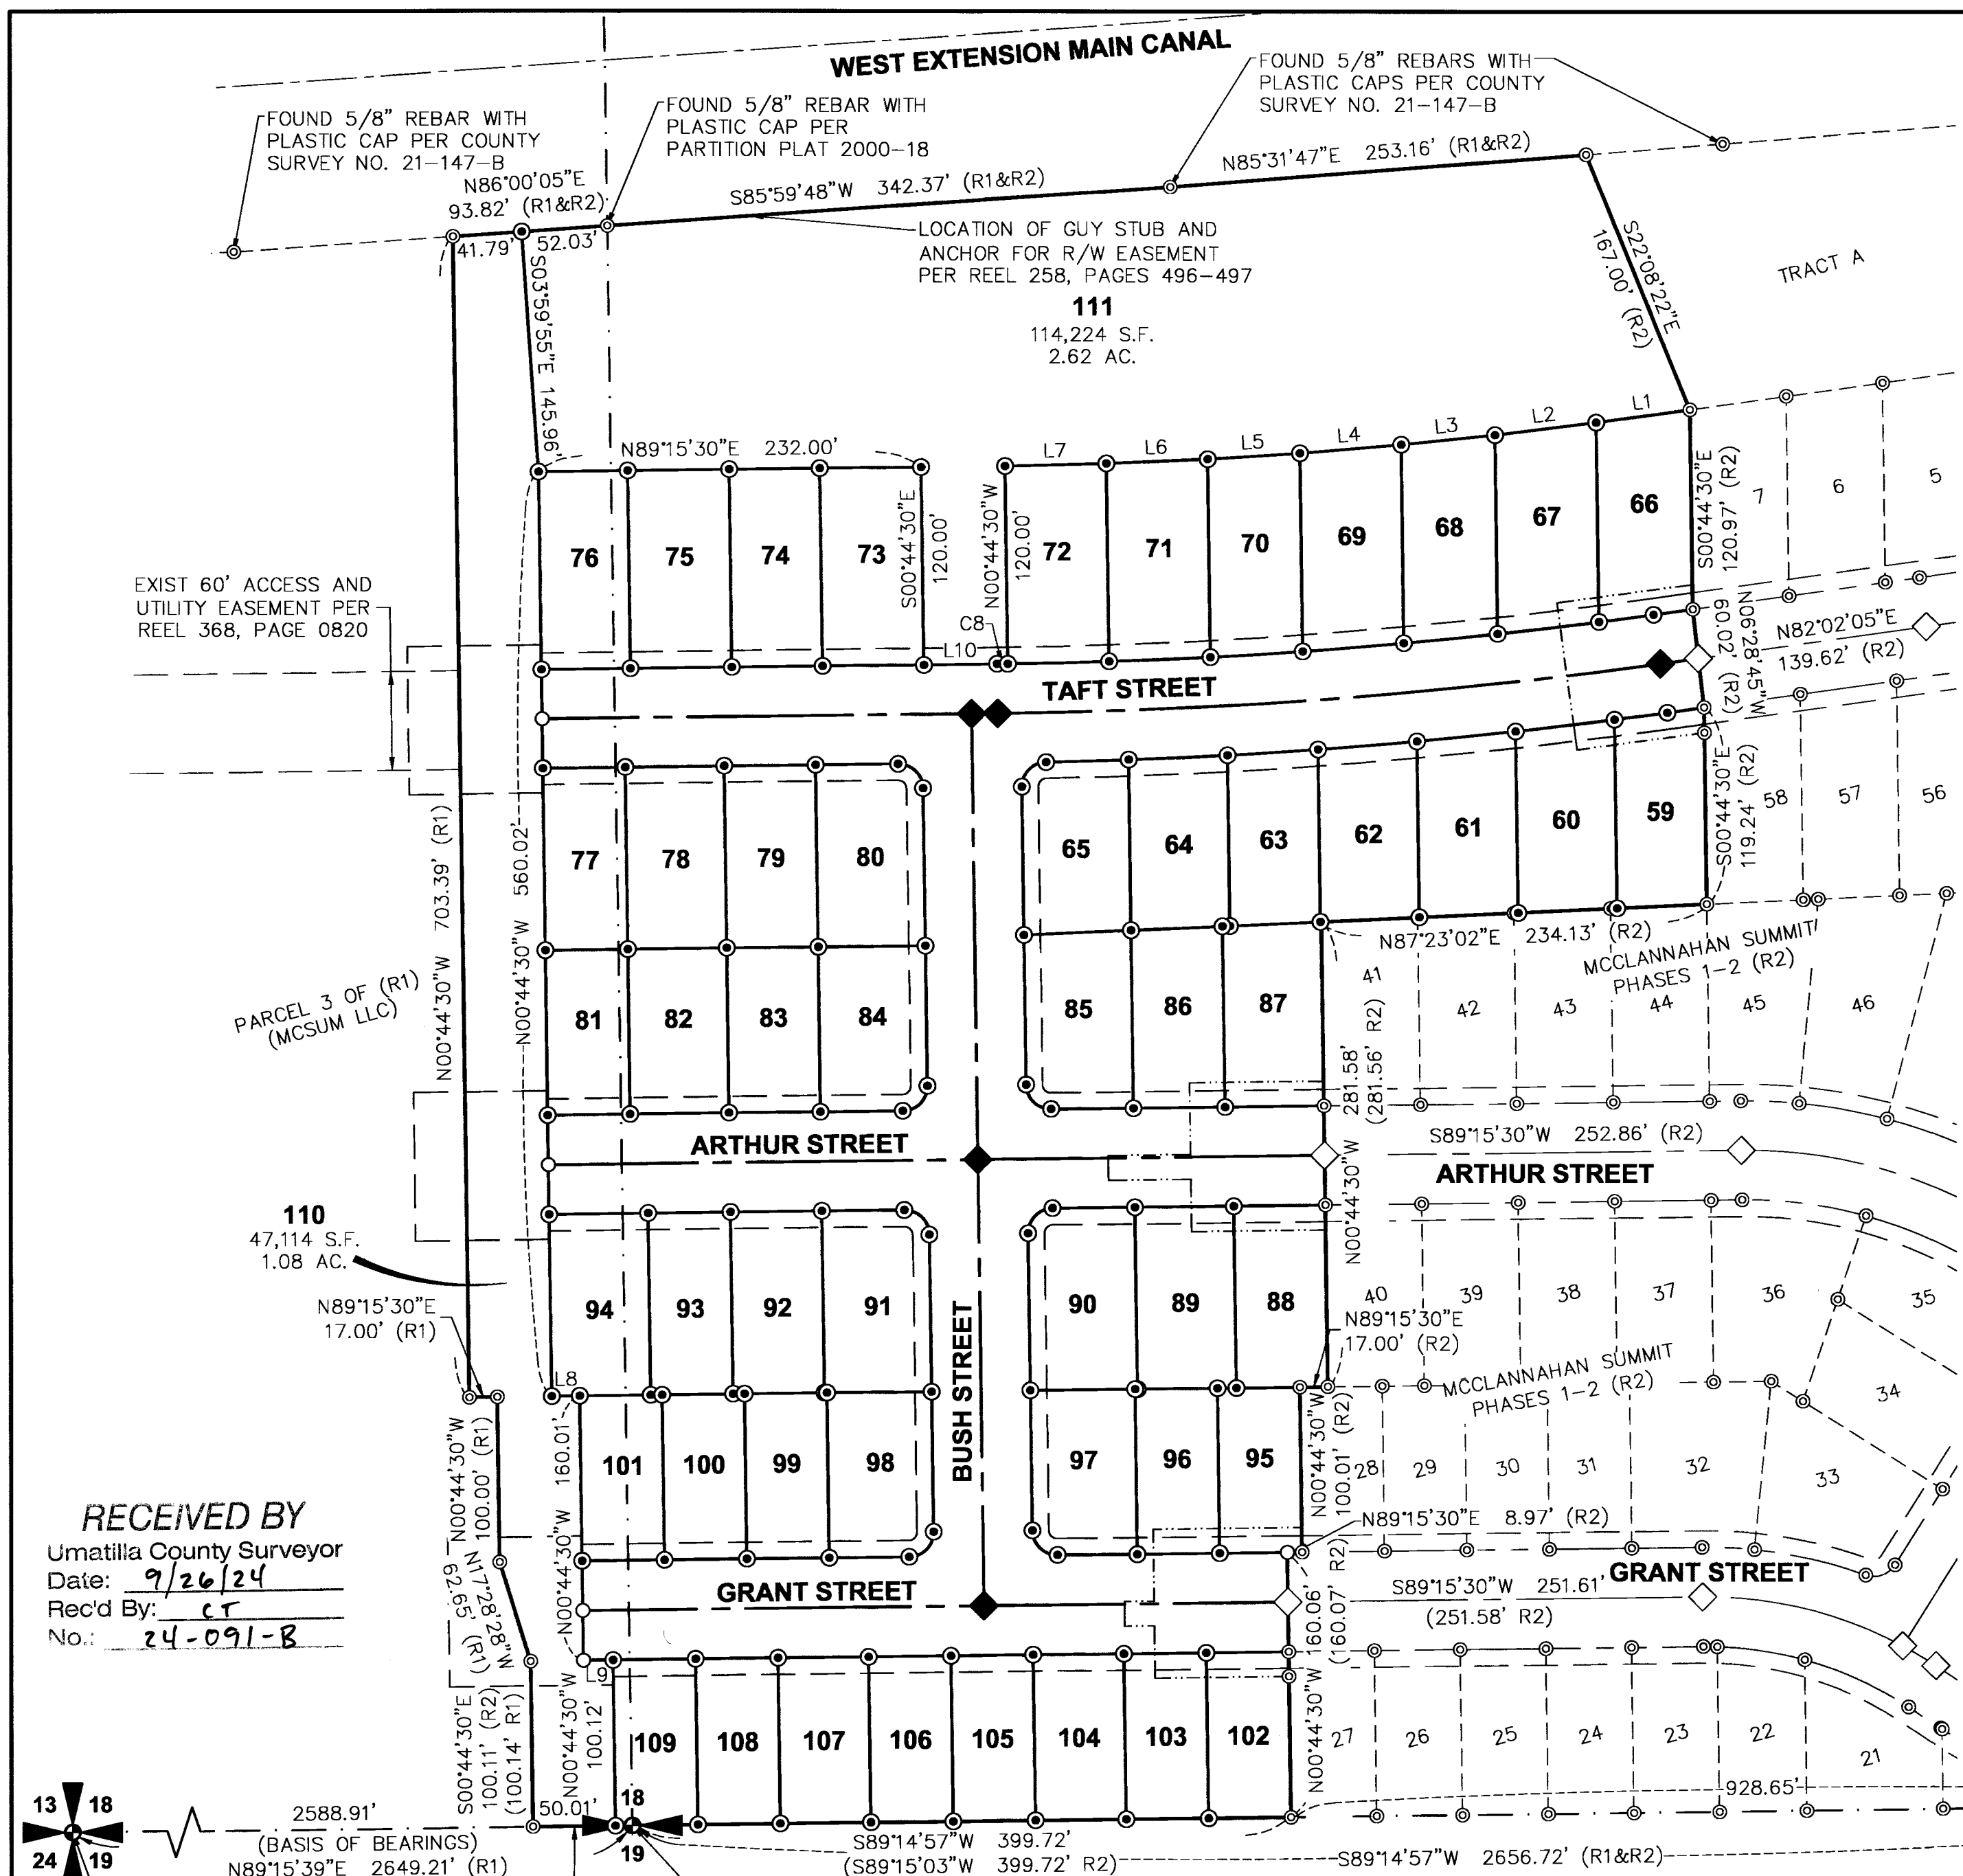 WEST EXTENSION MAIN CANAL
FOUND 5/8" REBAR WITH
PLASTIC CAP PER COUNTY
SURVEY NO. 21-147-B
FOUND 5/8" REBAR WITH
PLASTIC CAP PER
PARTITION PLAT 2000-18
FOUND 5/8" REBARS WITH
PLASTIC CAPS PER COUNTY
SURVEY NO. 21-147-B
N86°00'05"E
93.82' (R1&R2)
S85°59'48"W 342.37' (R1&R2)
N85°31'47"E 253.16' (R1&R2)
41.79'
52.03'
LOCATION OF GUY STUB AND
ANCHOR FOR R/W EASEMENT
PER REEL 258, PAGES 496-497
111
114,224 S.F.
2.62 AC.
S22°08'22"E
167.00' (R2)
TRACT A
S03°59'55"E 145.96'
N89°15'30"E 232.00'
L7
L6
L5
L4
L3
L2
L1
76
75
74
73
S00°44'30"E
120.00'
N00°44'30"W
120.00'
72
71
70
69
68
67
66
S00°44'30"E
120.97' (R2)
7
6
5
EXIST 60' ACCESS AND
UTILITY EASEMENT PER
REEL 368, PAGE 0820
C8
L10
TAFT STREET
N06°28'45"W
60.02' (R2)
N82°02'05"E
139.62' (R2)
77
78
79
80
65
64
63
62
61
60
59
S00°44'30"E
119.24' (R2)
58
57
56
N00°44'30"W 703.39' (R1)
N00°44'30"W 560.02'
N87°23'02"E 234.13' (R2)
MCCLANNAHAN SUMMIT
PHASES 1-2 (R2)
PARCEL 3 OF (R1)
(MCSUM LLC)
81
82
83
84
85
86
87
41
42
43
44
45
46
281.58'
(281.56' R2)
N00°44'30"W
ARTHUR STREET
S89°15'30"W 252.86' (R2)
ARTHUR STREET
110
47,114 S.F.
1.08 AC.
N89°15'30"E
17.00' (R1)
94
93
92
91
BUSH STREET
90
89
88
40
39
38
37
36
35
N89°15'30"E
17.00' (R2)
MCCLANNAHAN SUMMIT
PHASES 1-2 (R2)
34
L8
N00°44'30"W
100.00' (R1)
N00°44'30"W 160.01'
101
100
99
98
97
96
95
N00°44'30"W
100.01' (R2)
28
29
30
31
32
33
N89°15'30"E 8.97' (R2)
RECEIVED BY
Umatilla County Surveyor
Date: 9/26/24
Rec'd By: CT
No.: 24-091-B
N17°28'28"W
62.65' (R1)
GRANT STREET
S89°15'30"W 251.61'
(251.58' R2)
GRANT STREET
N00°44'30"W 160.06'
(160.07' R2)
L9
S00°44'30"E
100.11' (R2)
(100.14' R1)
N00°44'30"W
100.12'
109
108
107
106
105
104
103
102
27
26
25
24
23
22
21
13 18
24 19
2588.91'
(BASIS OF BEARINGS)
N89°15'39"E 2649.21' (R1)
50.01'
18
19
S89°14'57"W 399.72'
(S89°15'03"W 399.72' R2)
928.65'
S89°14'57"W 2656.72' (R1&R2)